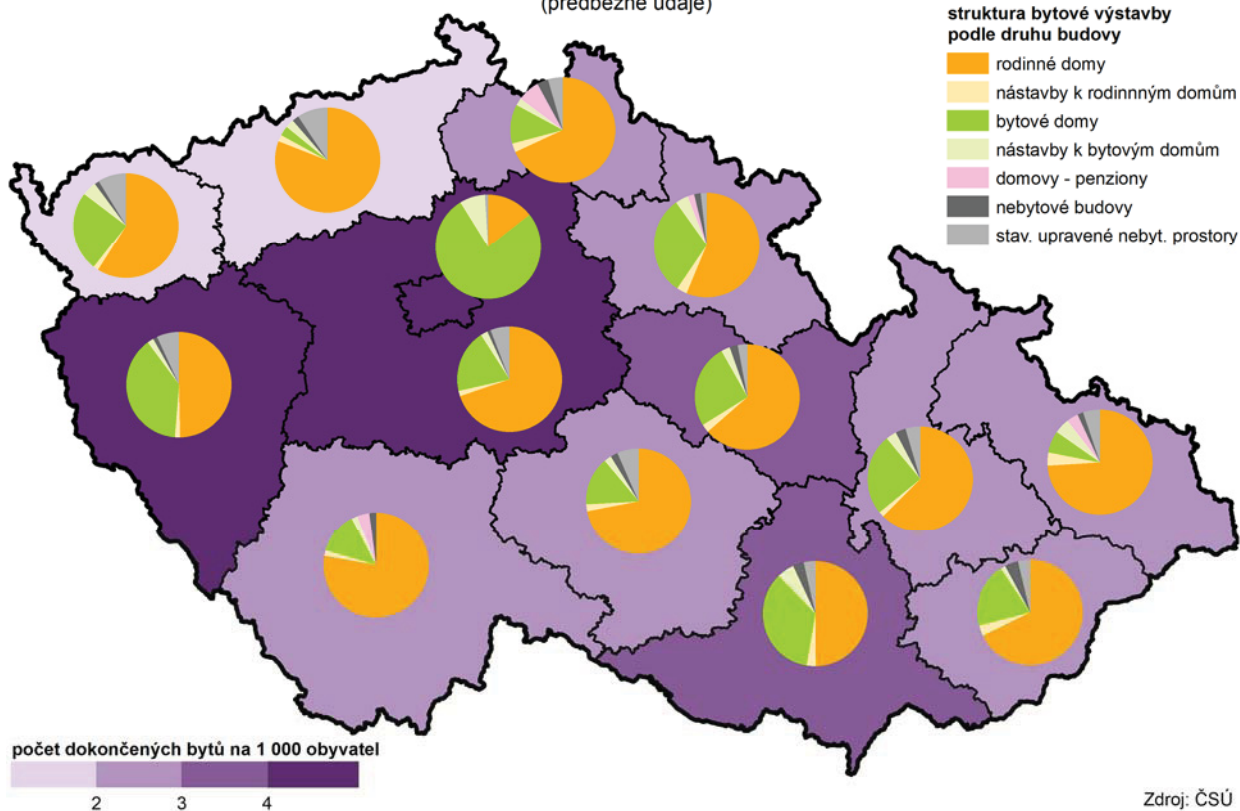 (předběžné údaje)
struktura bytové výstavby
podle druhu budovy
rodinné domy
nástavby k rodinnným domům
bytové domy
nástavby k bytovým domům
domovy - penziony
nebytové budovy
stav. upravené nebyt. prostory
počet dokončených bytů na 1 000 obyvatel
2 3 4
Zdroj: ČSÚ